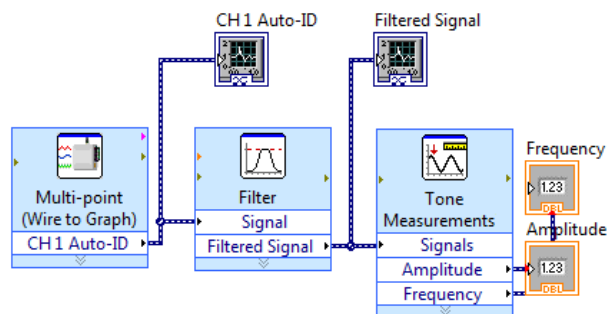 CH 1 Auto-ID
Filtered Signal
Multi-point
(Wire to Graph)
CH 1 Auto-ID
Filter
Signal
Filtered Signal
Tone
Measurements
Signals
Amplitude
Frequency
Frequency
1.23
DBL
Amplitude
1.23
DBL